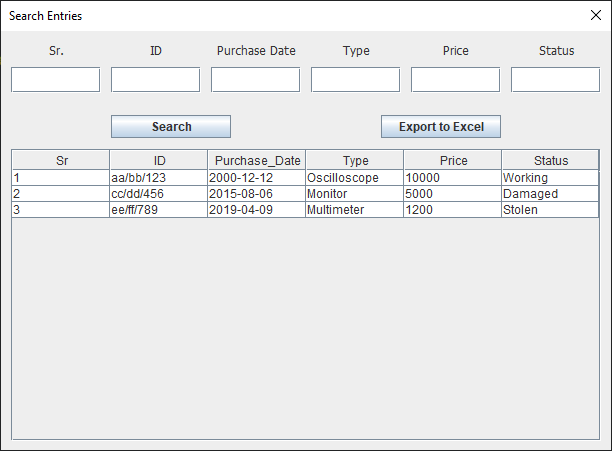 Search Entries
Sr. ID Purchase Date Type Price Status
Search Export to Excel
Sr ID Purchase_Date Type Price Status
1 aa/bb/123 2000-12-12 Oscilloscope 10000 Working
2 cc/dd/456 2015-08-06 Monitor 5000 Damaged
3 ee/ff/789 2019-04-09 Multimeter 1200 Stolen